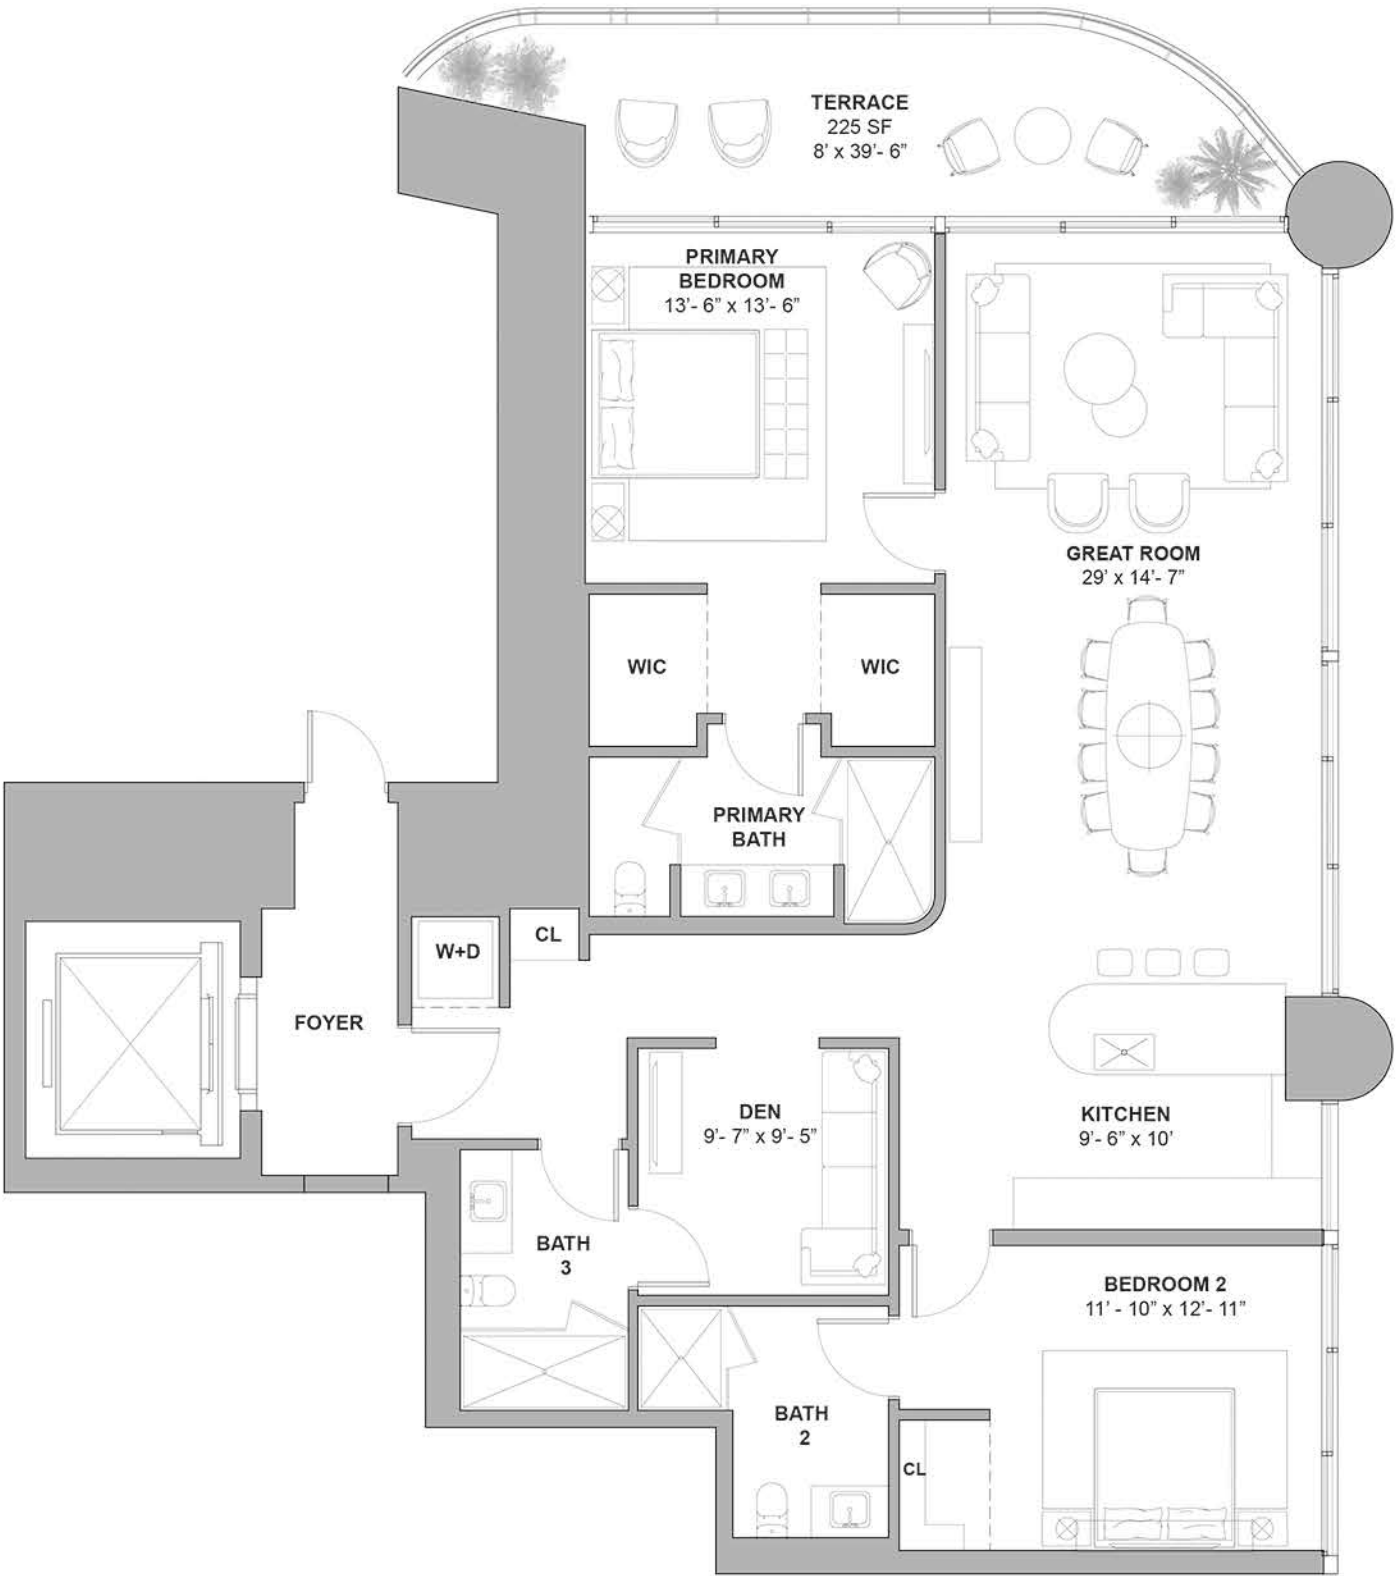 TERRACE
225 SF
8’ x 39’- 6”
PRIMARY
BEDROOM
13’- 6” x 13’- 6”
GREAT ROOM
29’ x 14’- 7”
WIC
WIC
PRIMARY
BATH
W+D
CL
FOYER
DEN
9’- 7” x 9’- 5”
KITCHEN
9’- 6” x 10’
BATH
3
BEDROOM 2
11’ - 10” x 12’- 11”
BATH
2
CL